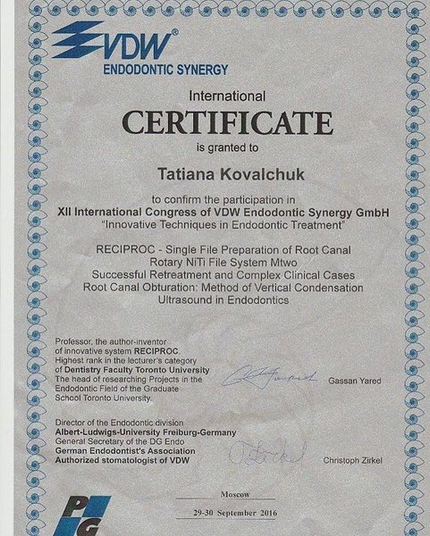 VDW®
ENDODONTIC SYNERGY
International
CERTIFICATE
is granted to
Tatiana Kovalchuk
to confirm the participation in
XII International Congress of VDW Endodontic Synergy GmbH
"Innovative Techniques in Endodontic Treatment"
RECIPROC - Single File Preparation of Root Canal
Rotary NiTi File System Mtwo
Successful Retreatment and Complex Clinical Cases
Root Canal Obturation: Method of Vertical Condensation
Ultrasound in Endodontics
Professor, the author-inventor
of innovative system RECIPROC
Highest rank in the lecturer's category
of Dentistry Faculty Toronto University
The head of researching Projects in the
Endodontic Field of the Graduate
School Toronto University.
Gassan Yared
Director of the Endodontic division
Albert-Ludwigs-University Freiburg-Germany
General Secretary of the DG Endo
German Endodontist's Association
Authorized stomatologist of VDW
Christoph Zirkel
Moscow
29-30 September 2016
P
G